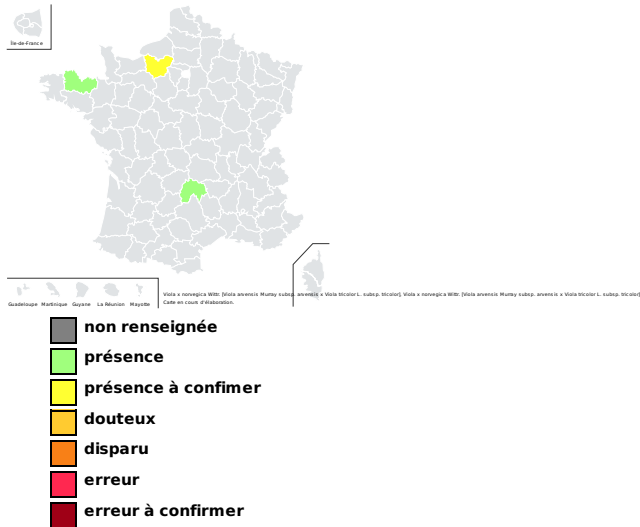 Île-de-France
Guadeloupe Martinique Guyane La Réunion Mayotte
Viola x norvegica Wittr. [Viola arvensis Murray subsp. arvensis x Viola tricolor L. subsp. tricolor], Viola x norvegica Wittr. [Viola arvensis Murray subsp. arvensis x Viola tricolor L. subsp. tricolor]
Carte en cours d'élaboration.
non renseignée
présence
présence à confimer
douteux
disparu
erreur
erreur à confirmer